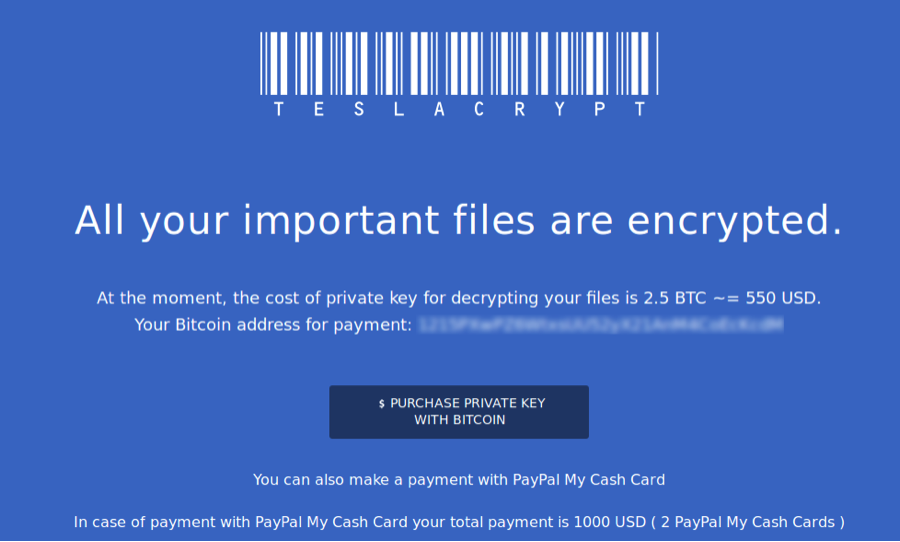 TESLACRYPT
All your important files are encrypted.
At the moment, the cost of private key for decrypting your files is 2.5 BTC ~= 550 USD.
Your Bitcoin address for payment:
$ PURCHASE PRIVATE KEY
WITH BITCOIN
You can also make a payment with PayPal My Cash Card
In case of payment with PayPal My Cash Card your total payment is 1000 USD ( 2 PayPal My Cash Cards )